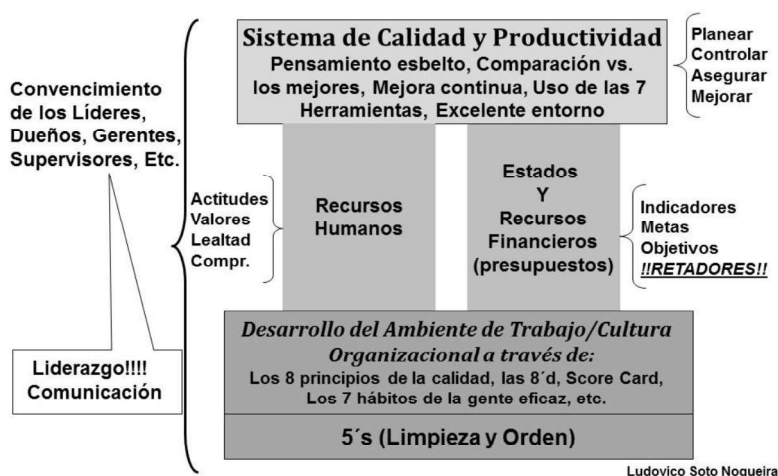 Sistema de Calidad y Productividad
Pensamiento esbelto, Comparación vs.
los mejores, Mejora continua, Uso de las 7
Herramientas, Excelente entorno
Planear
Controlar
Asegurar
Mejorar
Convencimiento
de los Líderes,
Dueños, Gerentes,
Supervisores, Etc.
Actitudes
Valores
Lealtad
Compr.
Recursos
Humanos
Estados
Y
Recursos
Financieros
(presupuestos)
Indicadores
Metas
Objetivos
!!RETADORES!!
Desarrollo del Ambiente de Trabajo/Cultura
Organizacional a través de:
Los 8 principios de la calidad, las 8´d, Score Card,
Los 7 hábitos de la gente eficaz, etc.
Liderazgo!!!!
Comunicación
5´s (Limpieza y Orden)
Ludovico Soto Nogueira